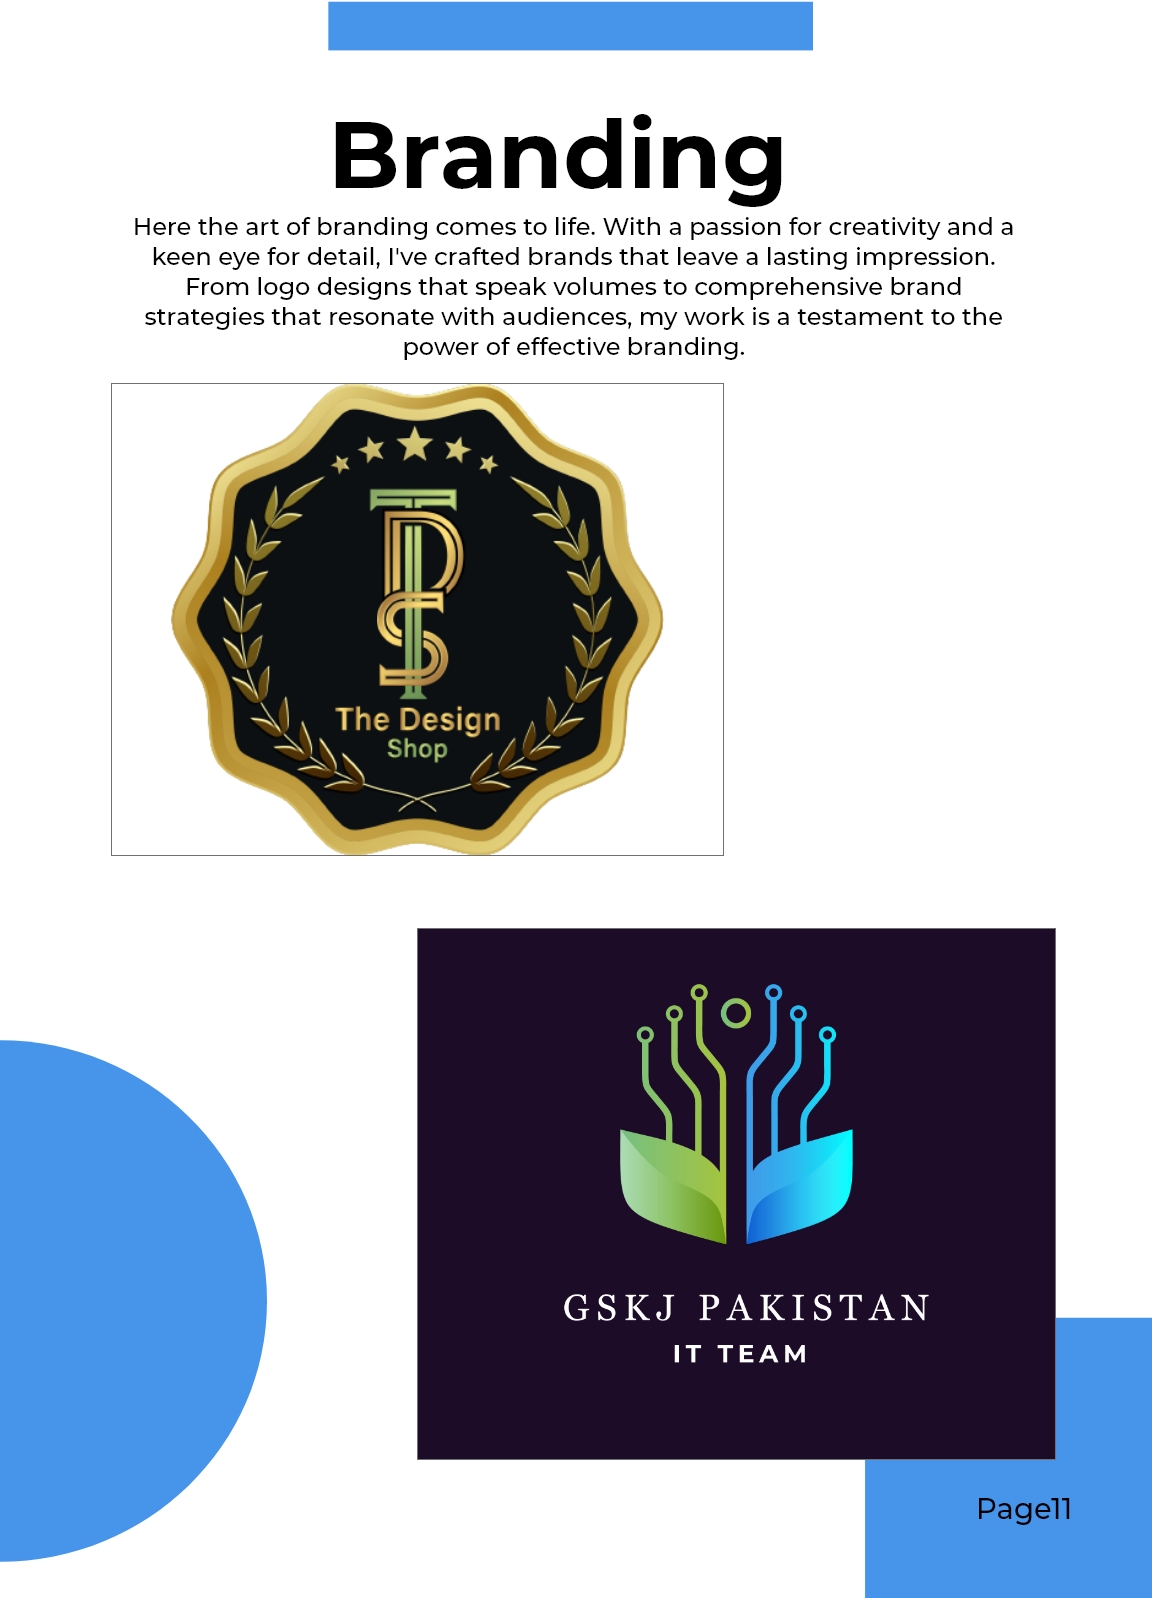 Branding
Here the art of branding comes to life. With a passion for creativity and a
keen eye for detail, I've crafted brands that leave a lasting impression.
From logo designs that speak volumes to comprehensive brand
strategies that resonate with audiences, my work is a testament to the
power of effective branding.
TDS
The Design
Shop
GSKJ PAKISTAN
IT TEAM
Page11